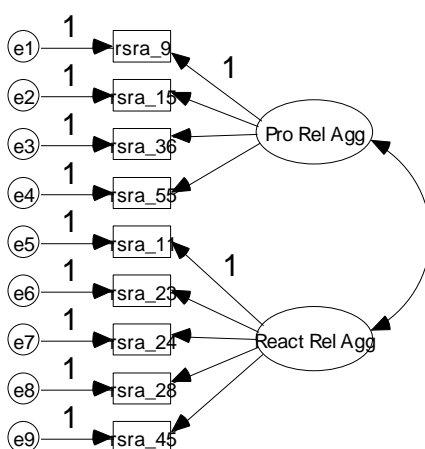 1
e1 rsra_9
1
1
e2 rsra_15
1
e3 rsra_36
Pro Rel Agg
1
e4 rsra_55
1
e5 rsra_11
1
1
e6 rsra_23
1
e7 rsra_24
React Rel Agg
1
e8 rsra_28
1
e9 rsra_45